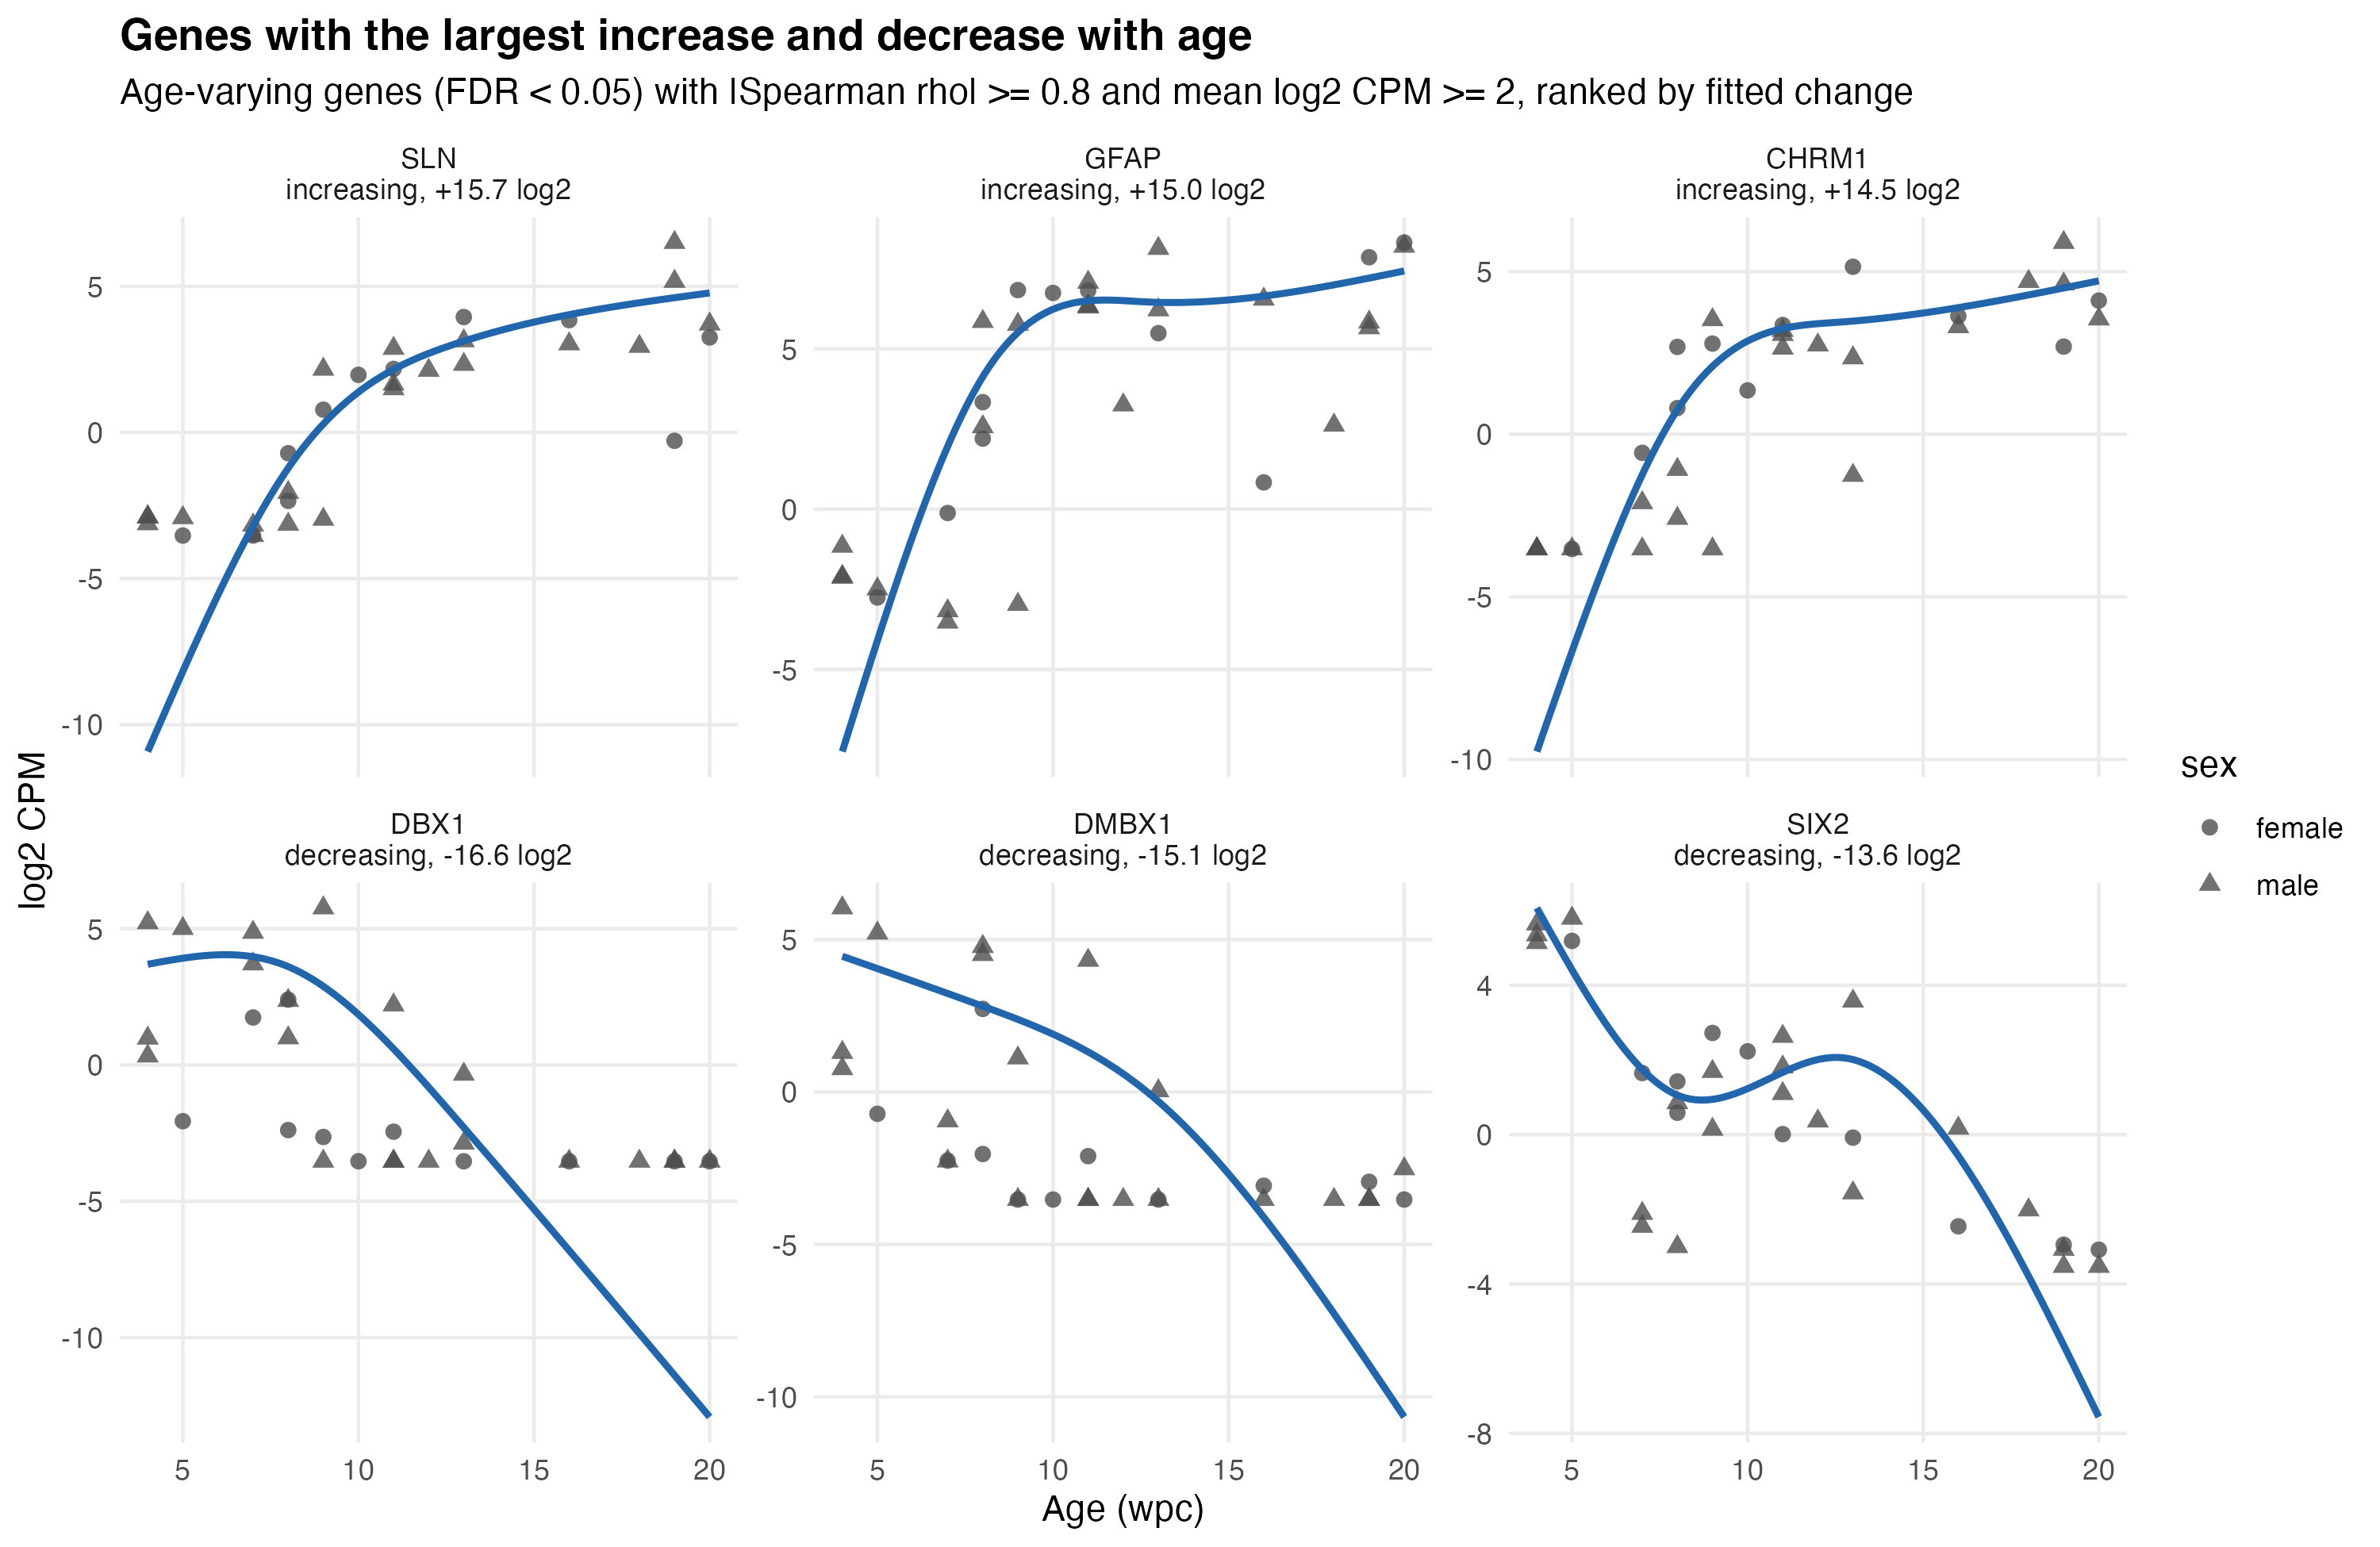 Genes with the largest increase and decrease with age
Age-varying genes (FDR < 0.05) with |Spearman rho| >= 0.8 and mean log2 CPM >= 2, ranked by fitted change
SLN
increasing, +15.7 log2
GFAP
increasing, +15.0 log2
CHRM1
increasing, +14.5 log2
5
0
-5
-10
5
0
-5
5
0
-5
-10
DBX1
decreasing, -16.6 log2
DMBX1
decreasing, -15.1 log2
SIX2
decreasing, -13.6 log2
5
0
-5
-10
5
0
-5
-10
4
0
-4
-8
5 10 15 20
5 10 15 20
5 10 15 20
Age (wpc)
log2 CPM
sex
female
male